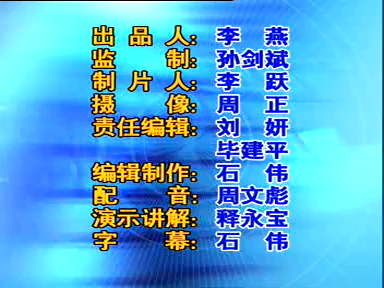 出品人：李 燕
监 制：孙剑斌
制片人：李 跃
摄 像：周 正
责任编辑：刘 妍
毕建平
编辑制作：石 伟
配 音：周文彪
演示讲解：释永宝
字 幕：石 伟